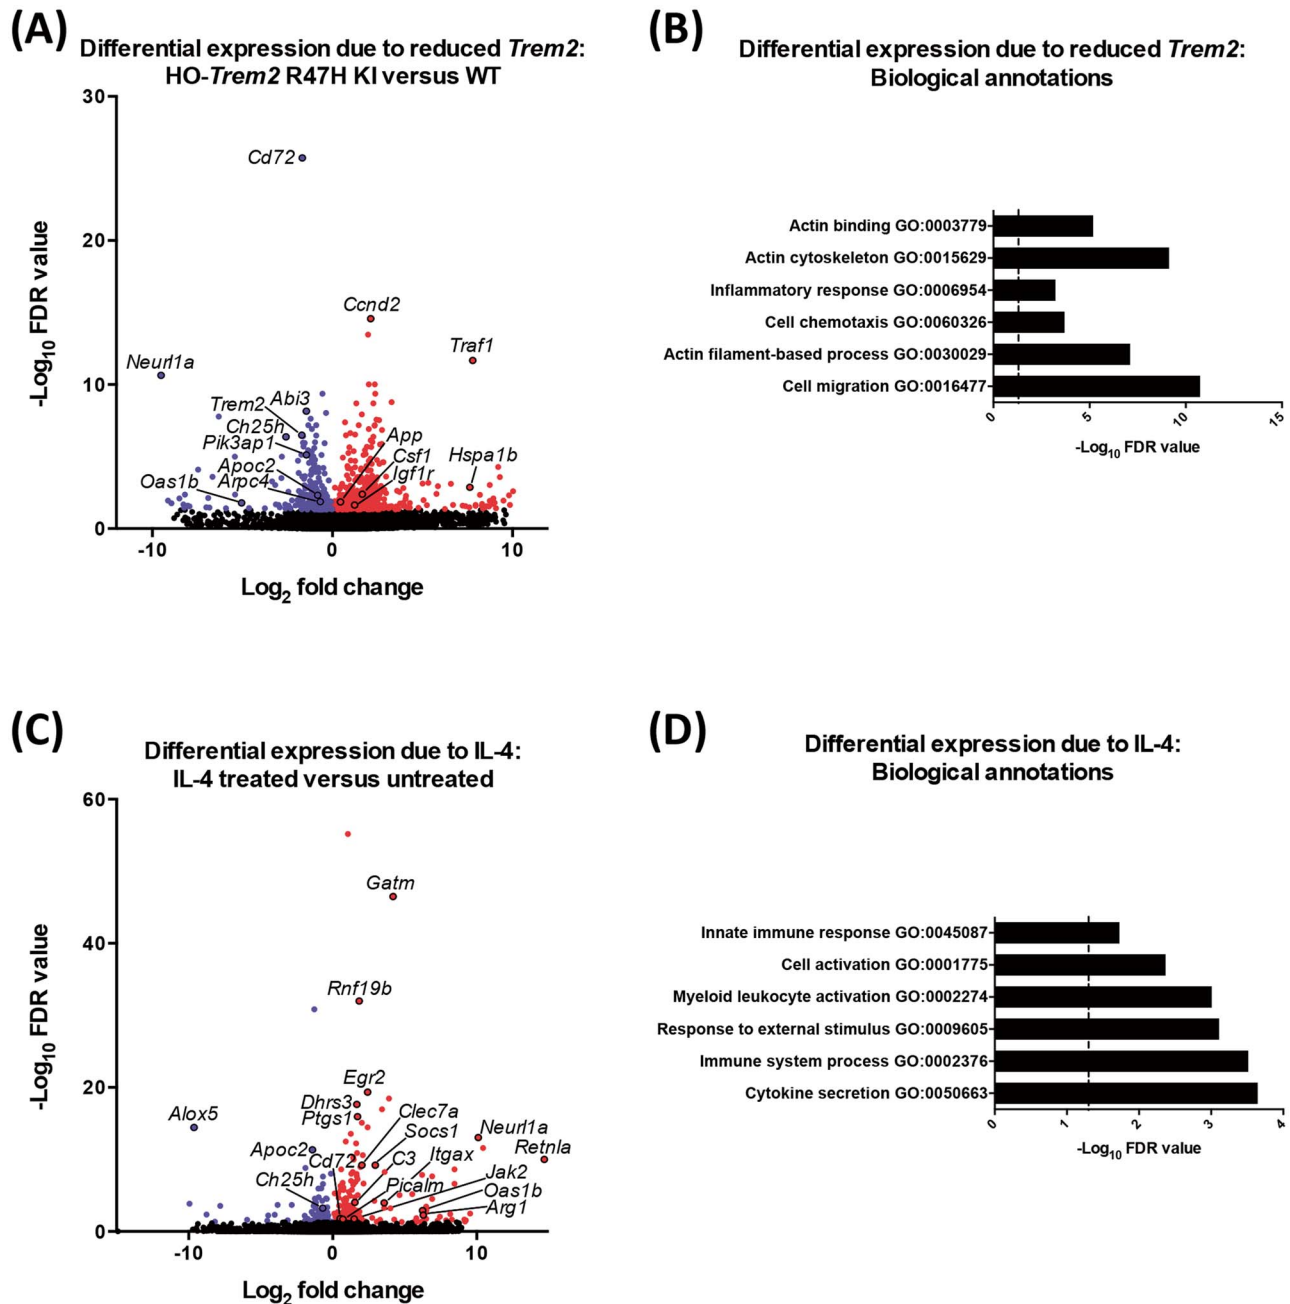 (A)
Differential expression due to reduced Trem2:
HO-Trem2 R47H KI versus WT
30
20
10
0
-Log10 FDR value
Cd72
Ccnd2
Traf1
Neurl1a
Trem2
Abi3
Ch25h
Pik3ap1
App
Csf1
Hspa1b
Apoc2
Igf1r
Oas1b
Arpc4
-10
0
10
Log2 fold change
(B)
Differential expression due to reduced Trem2:
Biological annotations
Actin binding GO:0003779
Actin cytoskeleton GO:0015629
Inflammatory response GO:0006954
Cell chemotaxis GO:0060326
Actin filament-based process GO:0030029
Cell migration GO:0016477
0
5
10
15
-Log10 FDR value
(C)
Differential expression due to IL-4:
IL-4 treated versus untreated
60
40
20
0
-Log10 FDR value
Gatm
Rnf19b
Egr2
Dhrs3
Ptgs1
Alox5
Clec7a
Socs1
Neurl1a
Apoc2
Cd72
C3
Itgax
Retnla
Ch25h
Picalm
Jak2
Oas1b
Arg1
-10
0
10
Log2 fold change
(D)
Differential expression due to IL-4:
Biological annotations
Innate immune response GO:0045087
Cell activation GO:0001775
Myeloid leukocyte activation GO:0002274
Response to external stimulus GO:0009605
Immune system process GO:0002376
Cytokine secretion GO:0050663
0
1
2
3
4
-Log10 FDR value